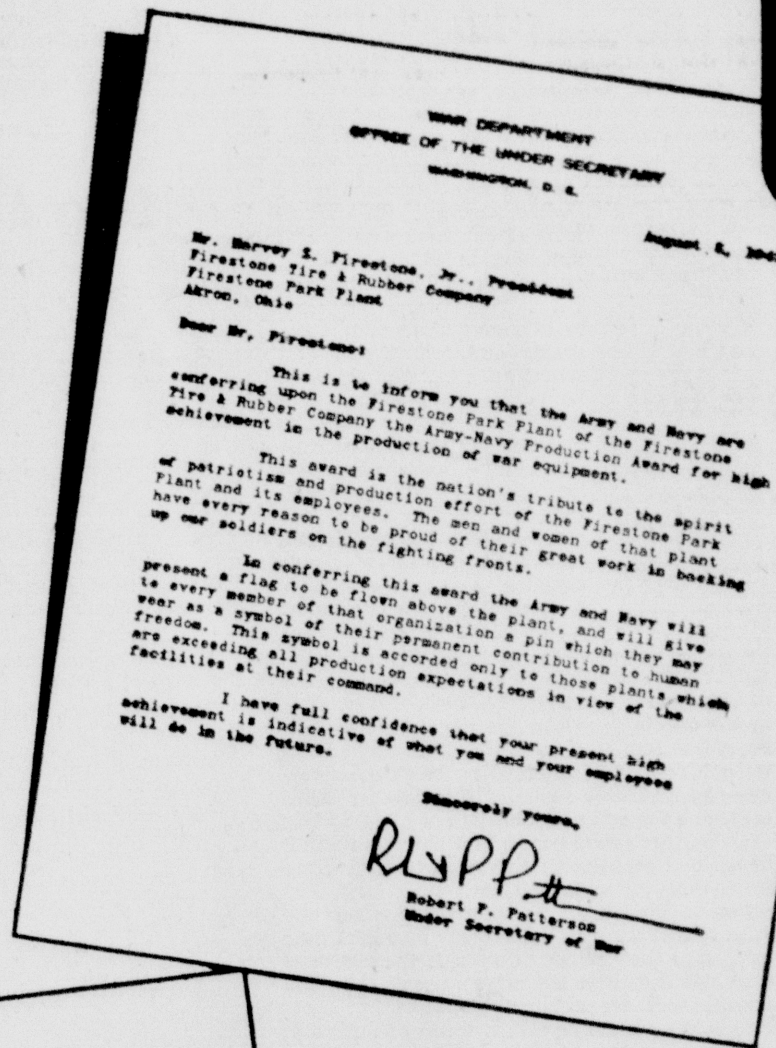 WAR DEPARTMENT
OFFICE OF THE UNDER SECRETARY
WASHINGTON, D. C.
August
Mr. Harvey S. Firestone, Jr., President
Firestone Tire & Rubber Company
Firestone Park Plant
Akron, Ohio
Dear Mr. Firestone:
This is to inform you that the Army and Navy are
conferring upon the Firestone Park Plant of the Firestone
Tire & Rubber Company the Army-Navy Production Award for high
achievement in the production of war equipment.
This award is the nation's tribute to the spirit
of patriotism and production effort of the Firestone Park
Plant and its employees. The men and women of that plant
have every reason to be proud of their great work in backing
up our soldiers on the fighting fronts.
In conferring this award the Army and Navy will
present a flag to be flown above the plant, and will give
to every member of that organization a pin which they may
wear as a symbol of their permanent contribution to human
freedom. This symbol is accorded only to those plants which
are exceeding all production expectations in view of the
facilities at their command.
I have full confidence that your present high
achievement is indicative of what you and your employees
will do in the future.
Sincerely yours,
Robert P. Patterson
Under Secretary of War